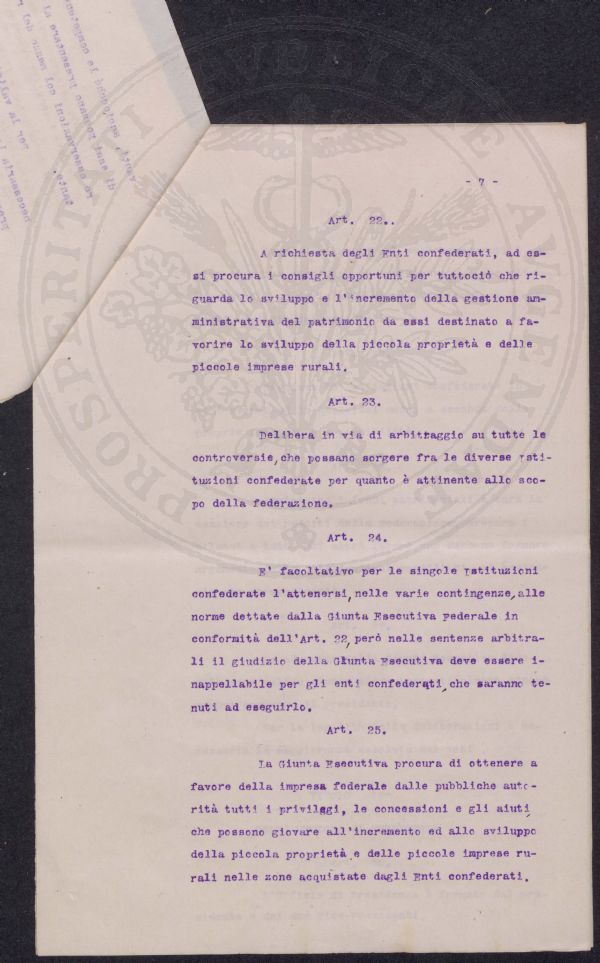 - 7 -
Art. 22..
A richiesta degli Enti confederati, ad es-
si procura i consigli opportuni per tuttociò che ri-
guarda lo sviluppo e l'incremento della gestione am-
ministrativa del patrimonio da essi destinato a fa-
vorire lo sviluppo della piccola proprietà e delle
piccole imprese rurali.
Art. 23.
Delibera in via di arbitraggio su tutte le
controversie, che possano sorgere fra le diverse Isti-
tuzioni confederate per quanto è attinente allo sco-
po della federazione.
Art. 24.
E' facoltativo per le singole Istituzioni
confederate l'attenersi, nelle varie contingenze, alle
norme dettate dalla Giunta Esecutiva Federale in
conformità dell'Art. 22, però nelle sentenze arbitra-
li il giudizio della Giunta Esecutiva deve essere i-
nappellabile per gli enti confederati, che saranno te-
nuti ad eseguirlo.
Art. 25.
La Giunta Esecutiva procura di ottenere a
favore della impresa federale dalle pubbliche auto-
rità tutti i privilegi, le concessioni e gli aiuti
che possono giovare all'incremento ed allo sviluppo
della piccola proprietà e delle piccole imprese ru-
rali nelle zone acquistate dagli Enti confederati.
PROSPERITATI JUE AUGENDAE